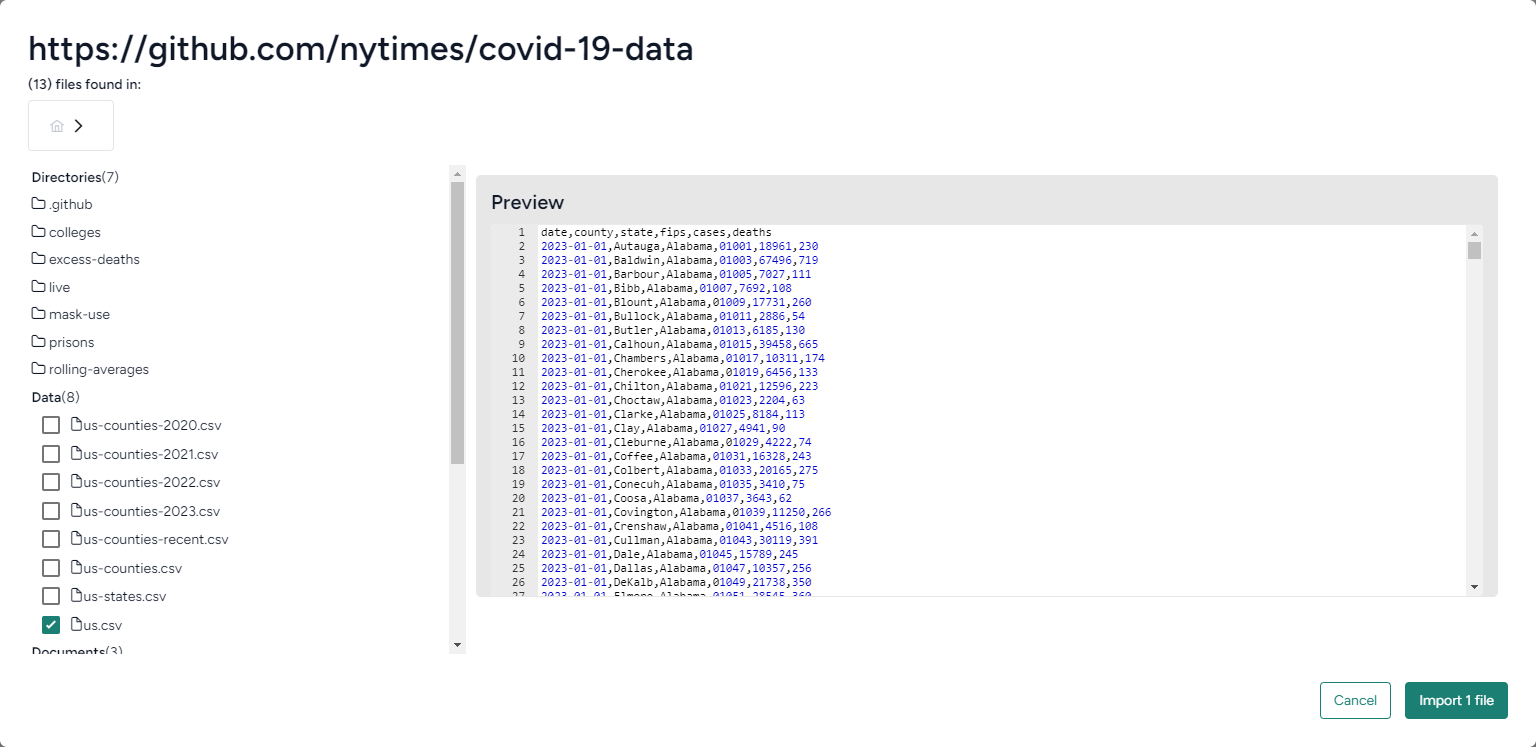 https://github.com/nytimes/covid-19-data
(13) files found in:
Directories(7)
.github
colleges
excess-deaths
live
mask-use
prisons
rolling-averages
Data(8)
us-counties-2020.csv
us-counties-2021.csv
us-counties-2022.csv
us-counties-2023.csv
us-counties-recent.csv
us-counties.csv
us-states.csv
us.csv
Documents(3)
Preview
1 date,county,state,fips,cases,deaths
2 2023-01-01,Autauga,Alabama,01001,18961,230
3 2023-01-01,Baldwin,Alabama,01003,67496,719
4 2023-01-01,Barbour,Alabama,01005,7027,111
5 2023-01-01,Bibb,Alabama,01007,7692,108
6 2023-01-01,Blount,Alabama,01009,17731,260
7 2023-01-01,Bullock,Alabama,01011,2886,54
8 2023-01-01,Butler,Alabama,01013,6185,130
9 2023-01-01,Calhoun,Alabama,01015,39458,665
10 2023-01-01,Chambers,Alabama,01017,10311,174
11 2023-01-01,Cherokee,Alabama,01019,6456,133
12 2023-01-01,Chilton,Alabama,01021,12596,223
13 2023-01-01,Choctaw,Alabama,01023,2204,63
14 2023-01-01,Clarke,Alabama,01025,8184,113
15 2023-01-01,Clay,Alabama,01027,4941,90
16 2023-01-01,Cleburne,Alabama,01029,4222,74
17 2023-01-01,Coffee,Alabama,01031,16328,243
18 2023-01-01,Colbert,Alabama,01033,20165,275
19 2023-01-01,Conecuh,Alabama,01035,3410,75
20 2023-01-01,Coosa,Alabama,01037,3643,62
21 2023-01-01,Covington,Alabama,01039,11250,266
22 2023-01-01,Crenshaw,Alabama,01041,4516,108
23 2023-01-01,Cullman,Alabama,01043,30119,391
24 2023-01-01,Dale,Alabama,01045,15789,245
25 2023-01-01,Dallas,Alabama,01047,10357,256
26 2023-01-01,DeKalb,Alabama,01049,21738,350
27 2023-01-01,Elmore,Alabama,01051,28545,360
Cancel
Import 1 file